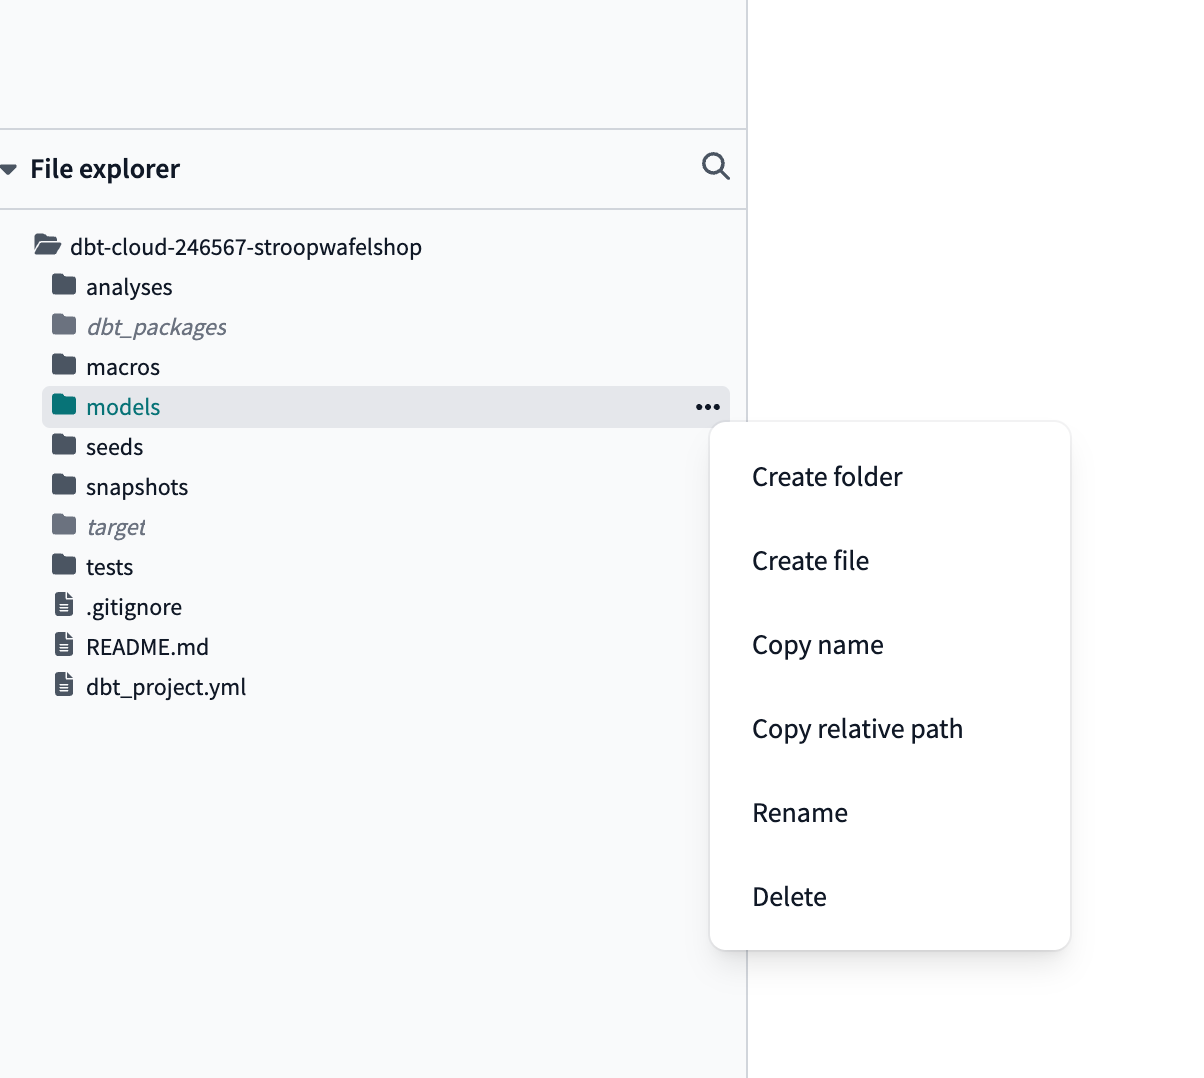 File explorer
dbt-cloud-246567-stroopwafelshop
analyses
dbt_packages
macros
models
seeds
snapshots
target
tests
.gitignore
README.md
dbt_project.yml
Create folder
Create file
Copy name
Copy relative path
Rename
Delete